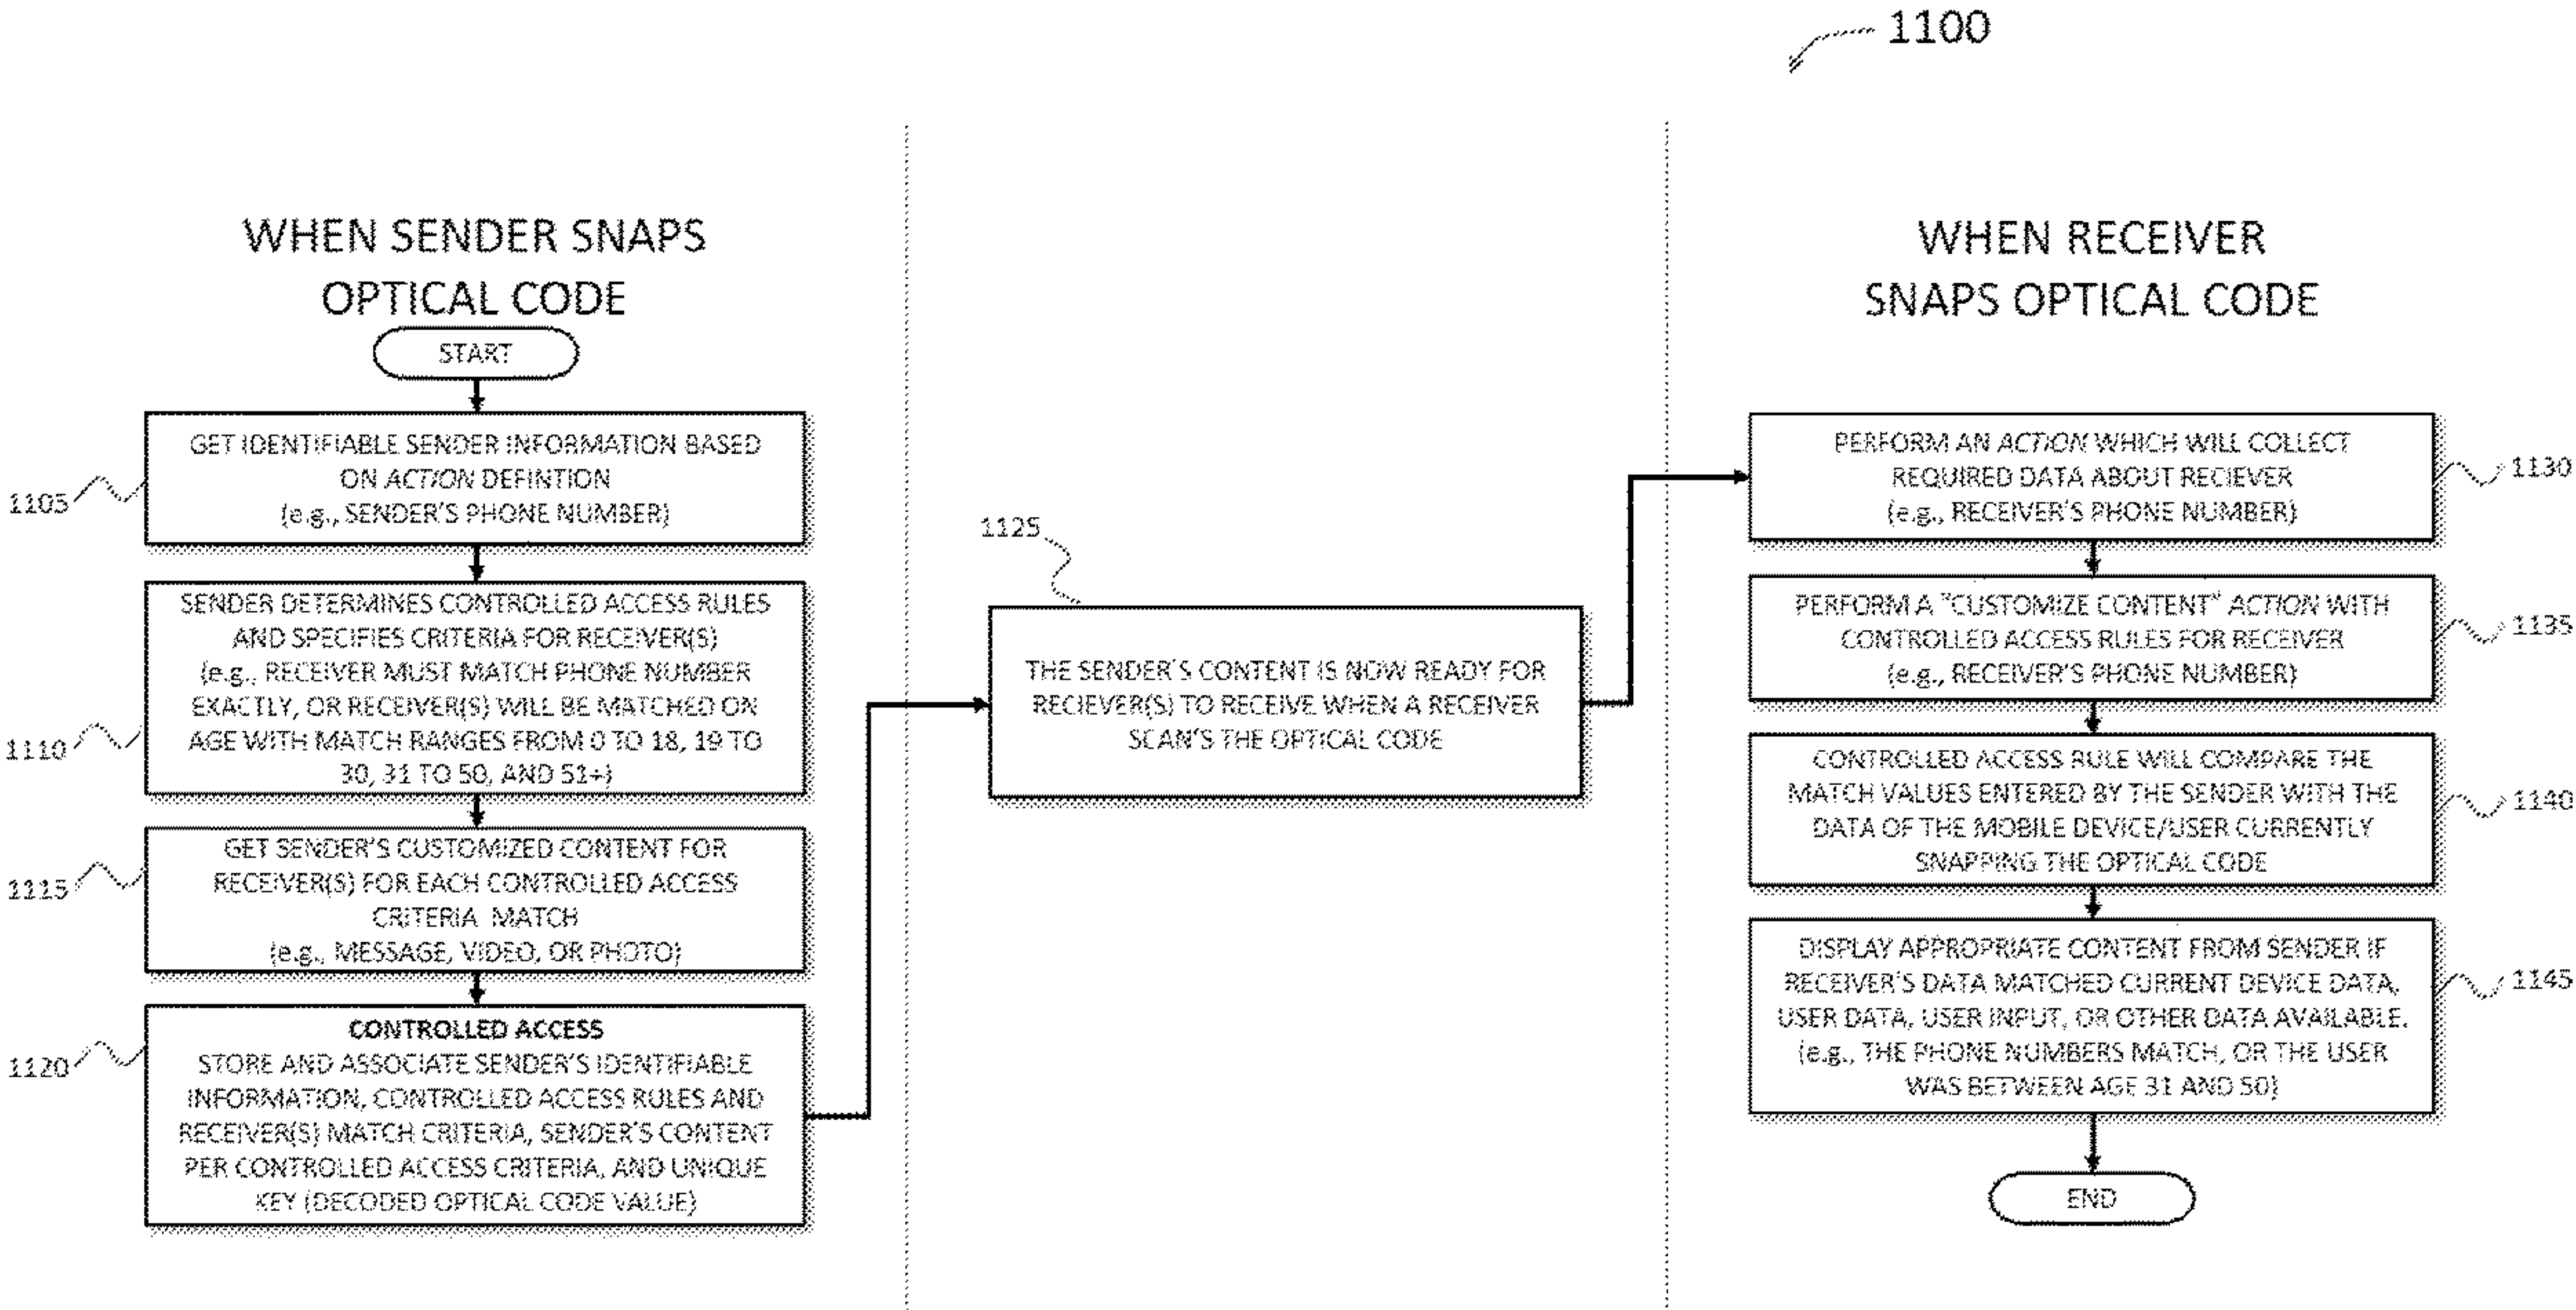 1100
WHEN SENDER SNAPS
OPTICAL CODE
START
GET IDENTIFIABLE SENDER INFORMATION BASED
ON ACTION DEFINTION
(e.g., SENDER'S PHONE NUMBER)
1105
SENDER DETERMINES CONTROLLED ACCESS RULES
AND SPECIFIES CRITERIA FOR RECEIVER(S)
(e.g., RECEIVER MUST MATCH PHONE NUMBER
EXACTLY, OR RECEIVER(S) WILL BE MATCHED ON
AGE WITH MATCH RANGES FROM 0 TO 18, 19 TO
30, 31 TO 50, AND 51+)
1110
GET SENDER'S CUSTOMIZED CONTENT FOR
RECEIVER(S) FOR EACH CONTROLLED ACCESS
CRITERIA MATCH
(e.g., MESSAGE, VIDEO, OR PHOTO)
1115
CONTROLLED ACCESS
STORE AND ASSOCIATE SENDER'S IDENTIFIABLE
INFORMATION, CONTROLLED ACCESS RULES AND
RECEIVER(S) MATCH CRITERIA, SENDER'S CONTENT
PER CONTROLLED ACCESS CRITERIA, AND UNIQUE
KEY (DECODED OPTICAL CODE VALUE)
1120
1125
THE SENDER'S CONTENT IS NOW READY FOR
RECIEVER(S) TO RECEIVE WHEN A RECEIVER
SCAN'S THE OPTICAL CODE
WHEN RECEIVER
SNAPS OPTICAL CODE
PERFORM AN ACTION WHICH WILL COLLECT
REQUIRED DATA ABOUT RECIEVER
(e.g., RECEIVER'S PHONE NUMBER)
1130
PERFORM A "CUSTOMIZE CONTENT" ACTION WITH
CONTROLLED ACCESS RULES FOR RECEIVER
(e.g., RECEIVER'S PHONE NUMBER)
1135
CONTROLLED ACCESS RULE WILL COMPARE THE
MATCH VALUES ENTERED BY THE SENDER WITH THE
DATA OF THE MOBILE DEVICE/USER CURRENTLY
SNAPPING THE OPTICAL CODE
1140
DISPLAY APPROPRIATE CONTENT FROM SENDER IF
RECEIVER'S DATA MATCHED CURRENT DEVICE DATA,
USER DATA, USER INPUT, OR OTHER DATA AVAILABLE.
(e.g., THE PHONE NUMBERS MATCH, OR THE USER
WAS BETWEEN AGE 31 AND 50)
1145
END